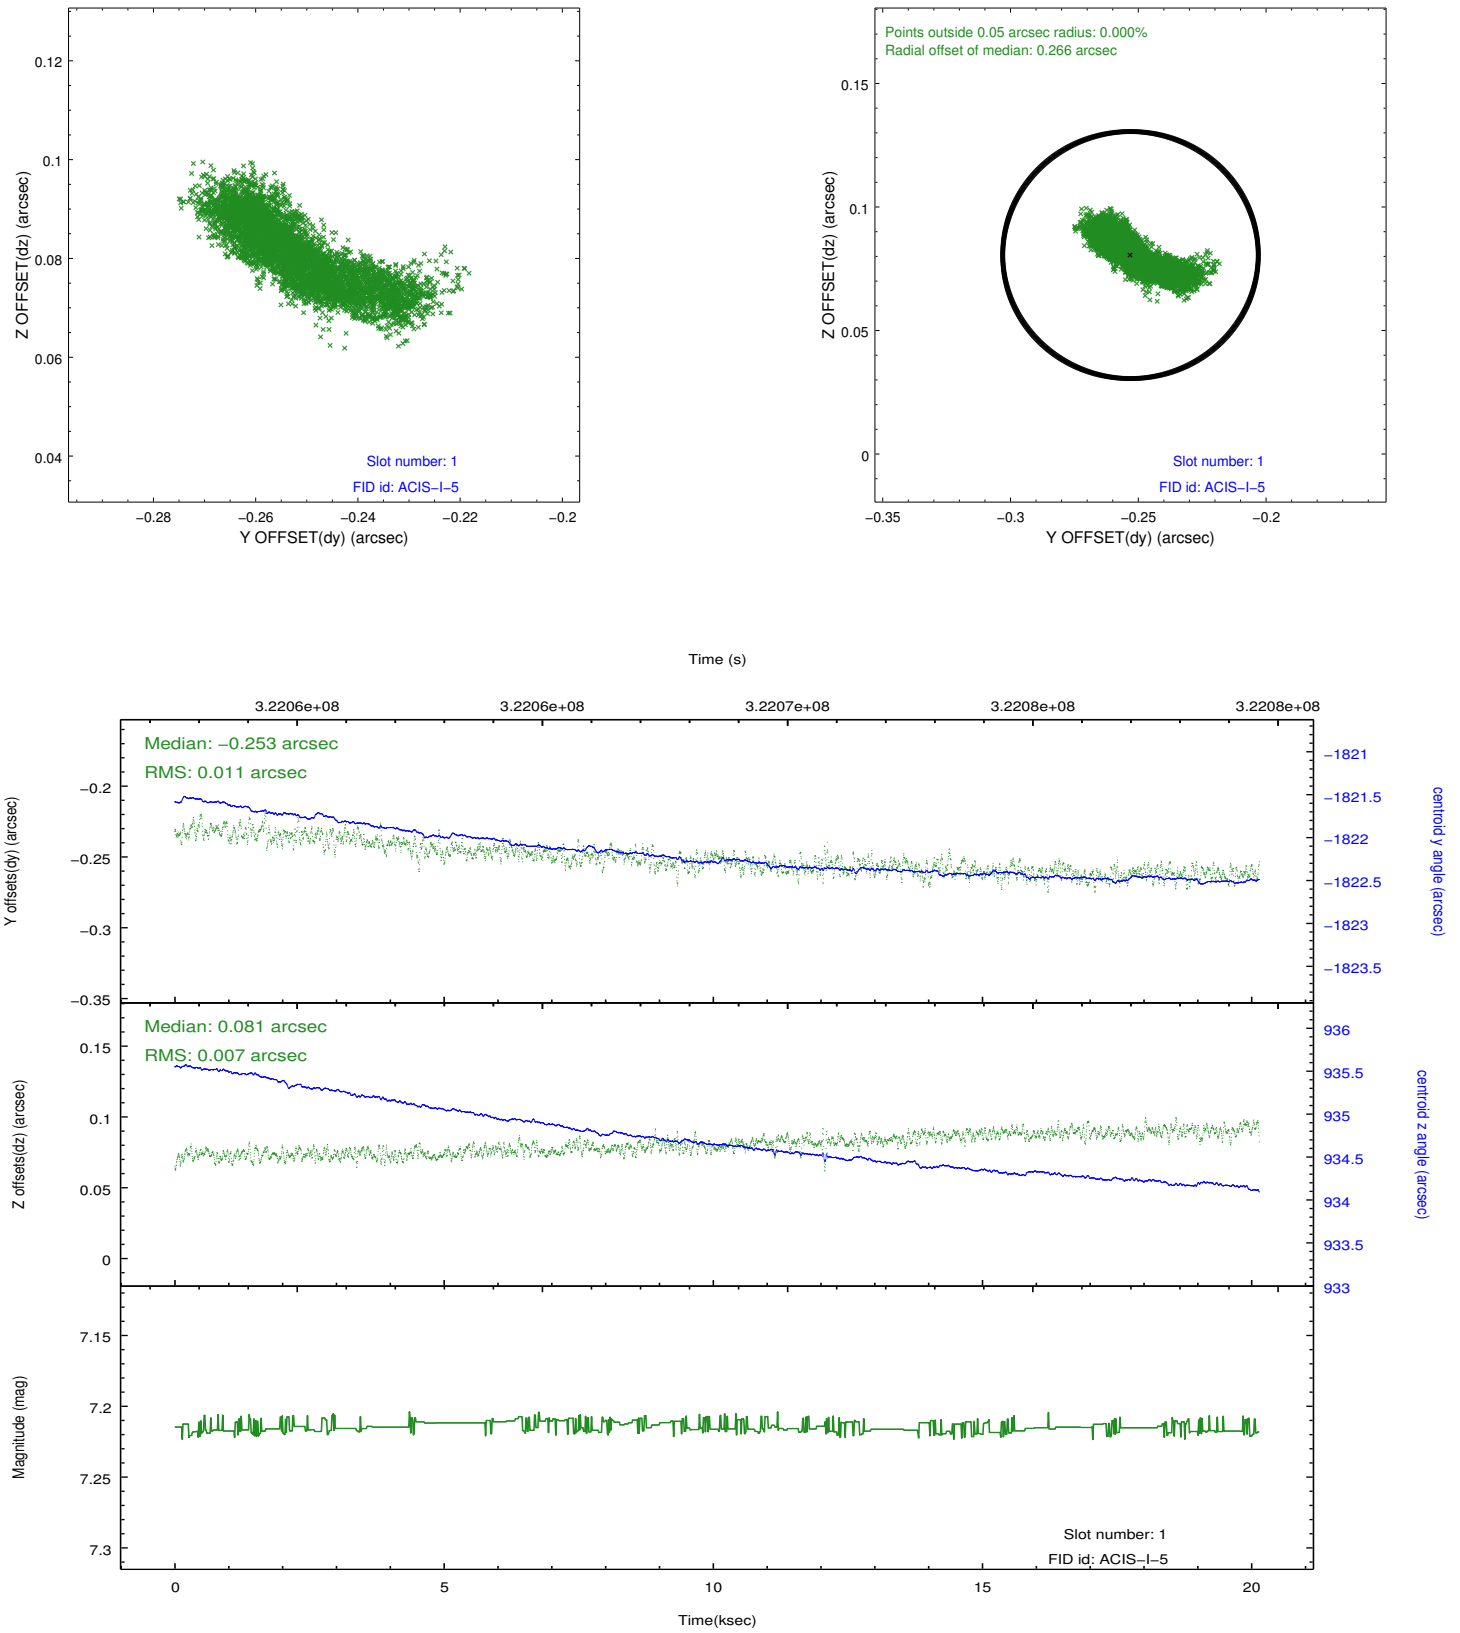 0.12
0.1
0.08
0.06
0.04
Z OFFSET(dz) (arcsec)
Slot number: 1
FID id: ACIS−I−5
−0.28 −0.26 −0.24 −0.22 −0.2
Y OFFSET(dy) (arcsec)
Points outside 0.05 arcsec radius: 0.000%
Radial offset of median: 0.266 arcsec
0.15
0.1
0.05
0
Z OFFSET(dz) (arcsec)
Slot number: 1
FID id: ACIS−I−5
−0.35 −0.3 −0.25 −0.2
Y OFFSET(dy) (arcsec)
Time (s)
3.2206e+08 3.2206e+08 3.2207e+08 3.2208e+08 3.2208e+08
Median: −0.253 arcsec
RMS: 0.011 arcsec
−0.2
−0.25
−0.3
−0.35
Y offsets(dy) (arcsec)
−1821
−1821.5
−1822
−1822.5
−1823
−1823.5
centroid y angle (arcsec)
Median: 0.081 arcsec
RMS: 0.007 arcsec
0.15
0.1
0.05
0
Z offsets(dz) (arcsec)
936
935.5
935
934.5
934
933.5
933
centroid z angle (arcsec)
7.15
7.2
7.25
7.3
Magnitude (mag)
Slot number: 1
FID id: ACIS−I−5
0 5 10 15 20
Time(ksec)